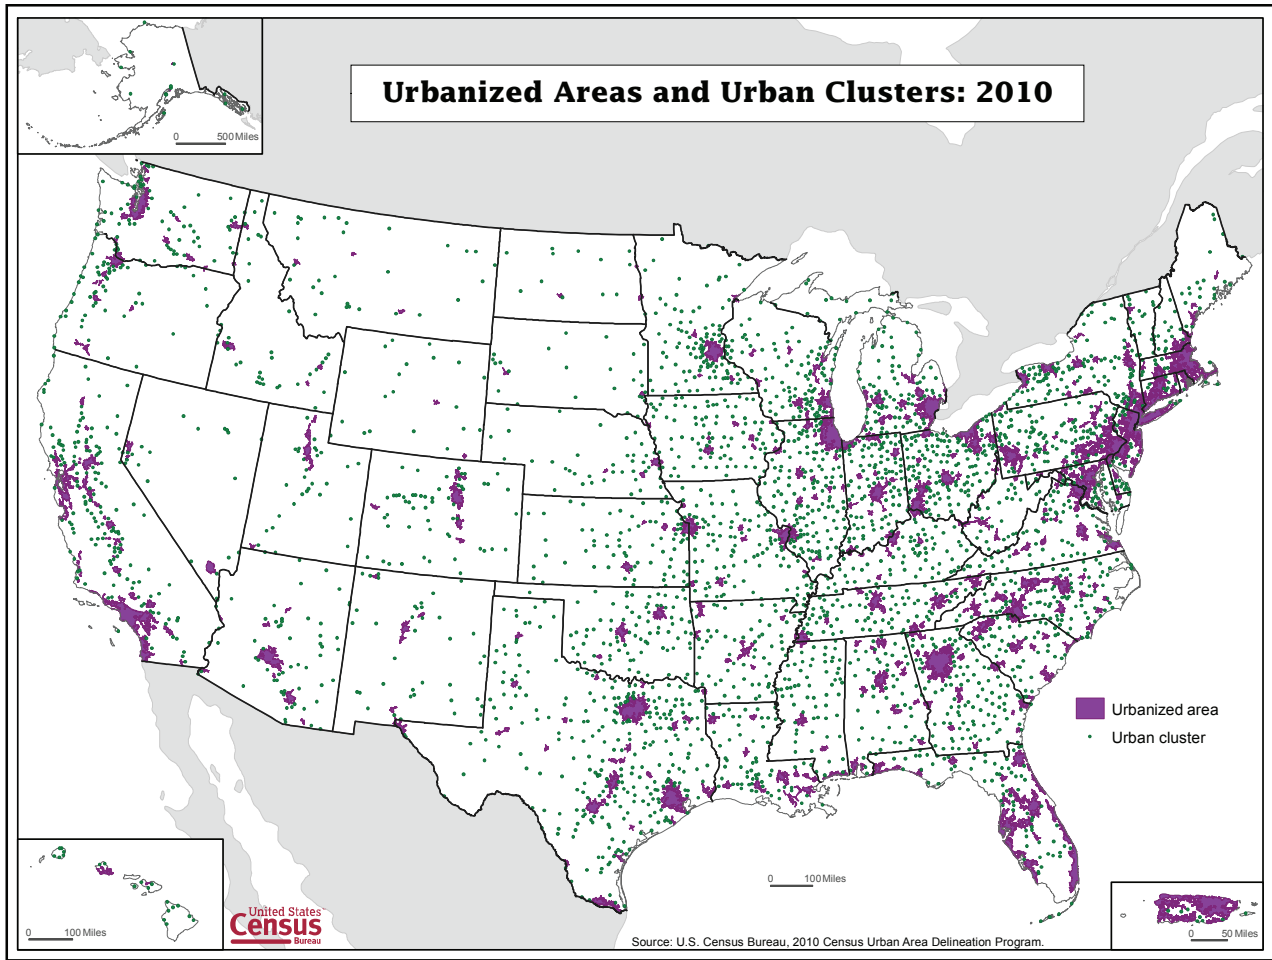 Urbanized Areas and Urban Clusters: 2010
0 500 Miles
Urbanized area
Urban cluster
0 100 Miles
0 100 Miles
United States
Census
Bureau
Source: U.S. Census Bureau, 2010 Census Urban Area Delineation Program.
0 50 Miles